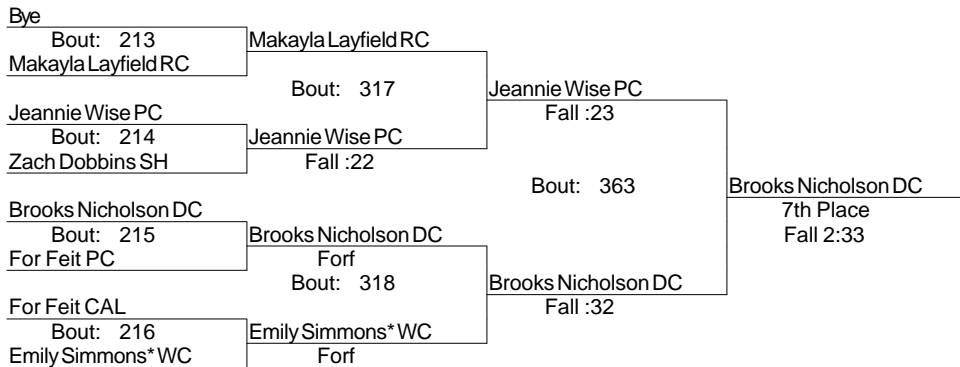 Bye
Bout: 213
Makayla Layfield RC
Makayla Layfield RC
Bout: 317
Jeannie Wise PC
Fall :23
Jeannie Wise PC
Bout: 214
Jeannie Wise PC
Zach Dobbins SH
Fall :22
Bout: 363
Brooks Nicholson DC
7th Place
Fall 2:33
Brooks Nicholson DC
Bout: 215
Brooks Nicholson DC
For Feit PC
Forf
Bout: 318
Brooks Nicholson DC
Fall :32
For Feit CAL
Bout: 216
Emily Simmons* WC
Emily Simmons* WC
Forf